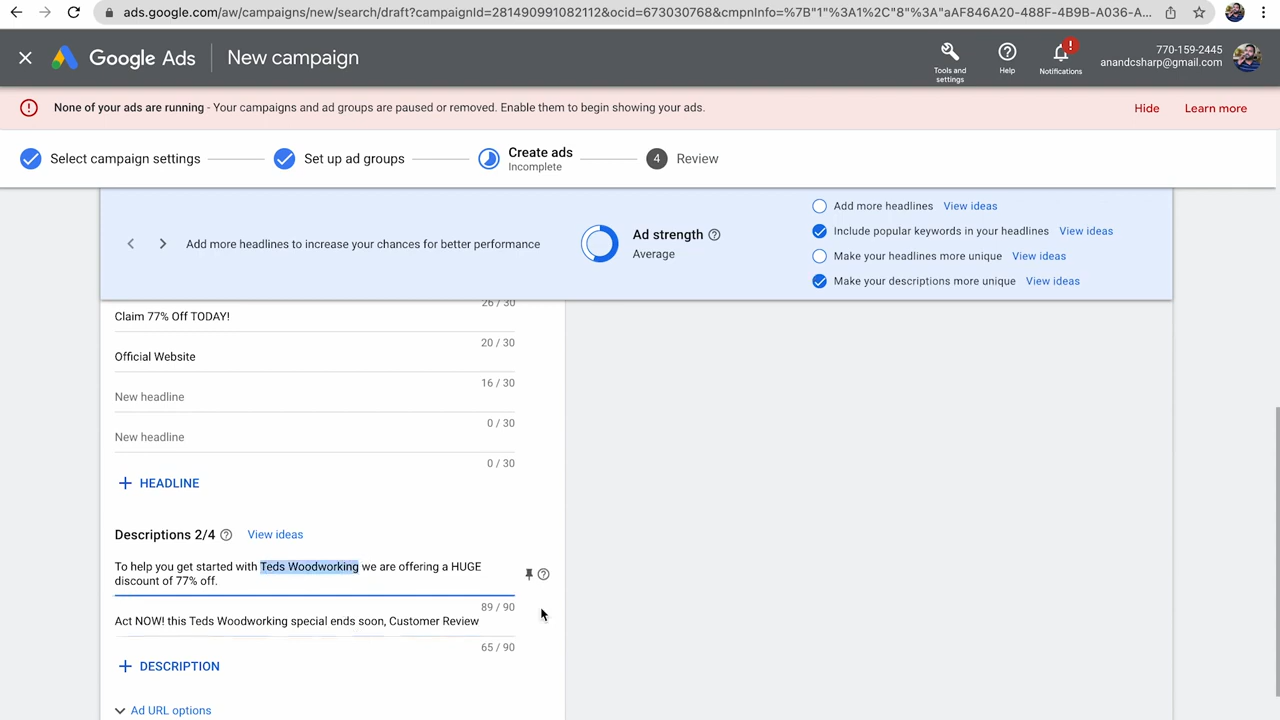 ads.google.com/aw/campaigns/new/search/draft?campaignId=281490991082112&ocid=673030768&cmpnInfo=%7B"1"%3A1%2C"8"%3A"aAF846A20-488F-4B9B-A036-A...
Google Ads
New campaign
Tools and settings
Help
!
Notifications
770-159-2445
anandcsharp@gmail.com
None of your ads are running - Your campaigns and ad groups are paused or removed. Enable them to begin showing your ads.
Hide
Learn more
Select campaign settings
Set up ad groups
Create ads
Incomplete
4
Review
Add more headlines to increase your chances for better performance
Ad strength
Average
Add more headlines View ideas
Include popular keywords in your headlines View ideas
Make your headlines more unique View ideas
Make your descriptions more unique View ideas
26 / 30
Claim 77% Off TODAY!
20 / 30
Official Website
16 / 30
New headline
0 / 30
New headline
0 / 30
+ HEADLINE
Descriptions 2/4 View ideas
To help you get started with Teds Woodworking we are offering a HUGE
discount of 77% off.
89 / 90
Act NOW! this Teds Woodworking special ends soon, Customer Review
65 / 90
+ DESCRIPTION
Ad URL options